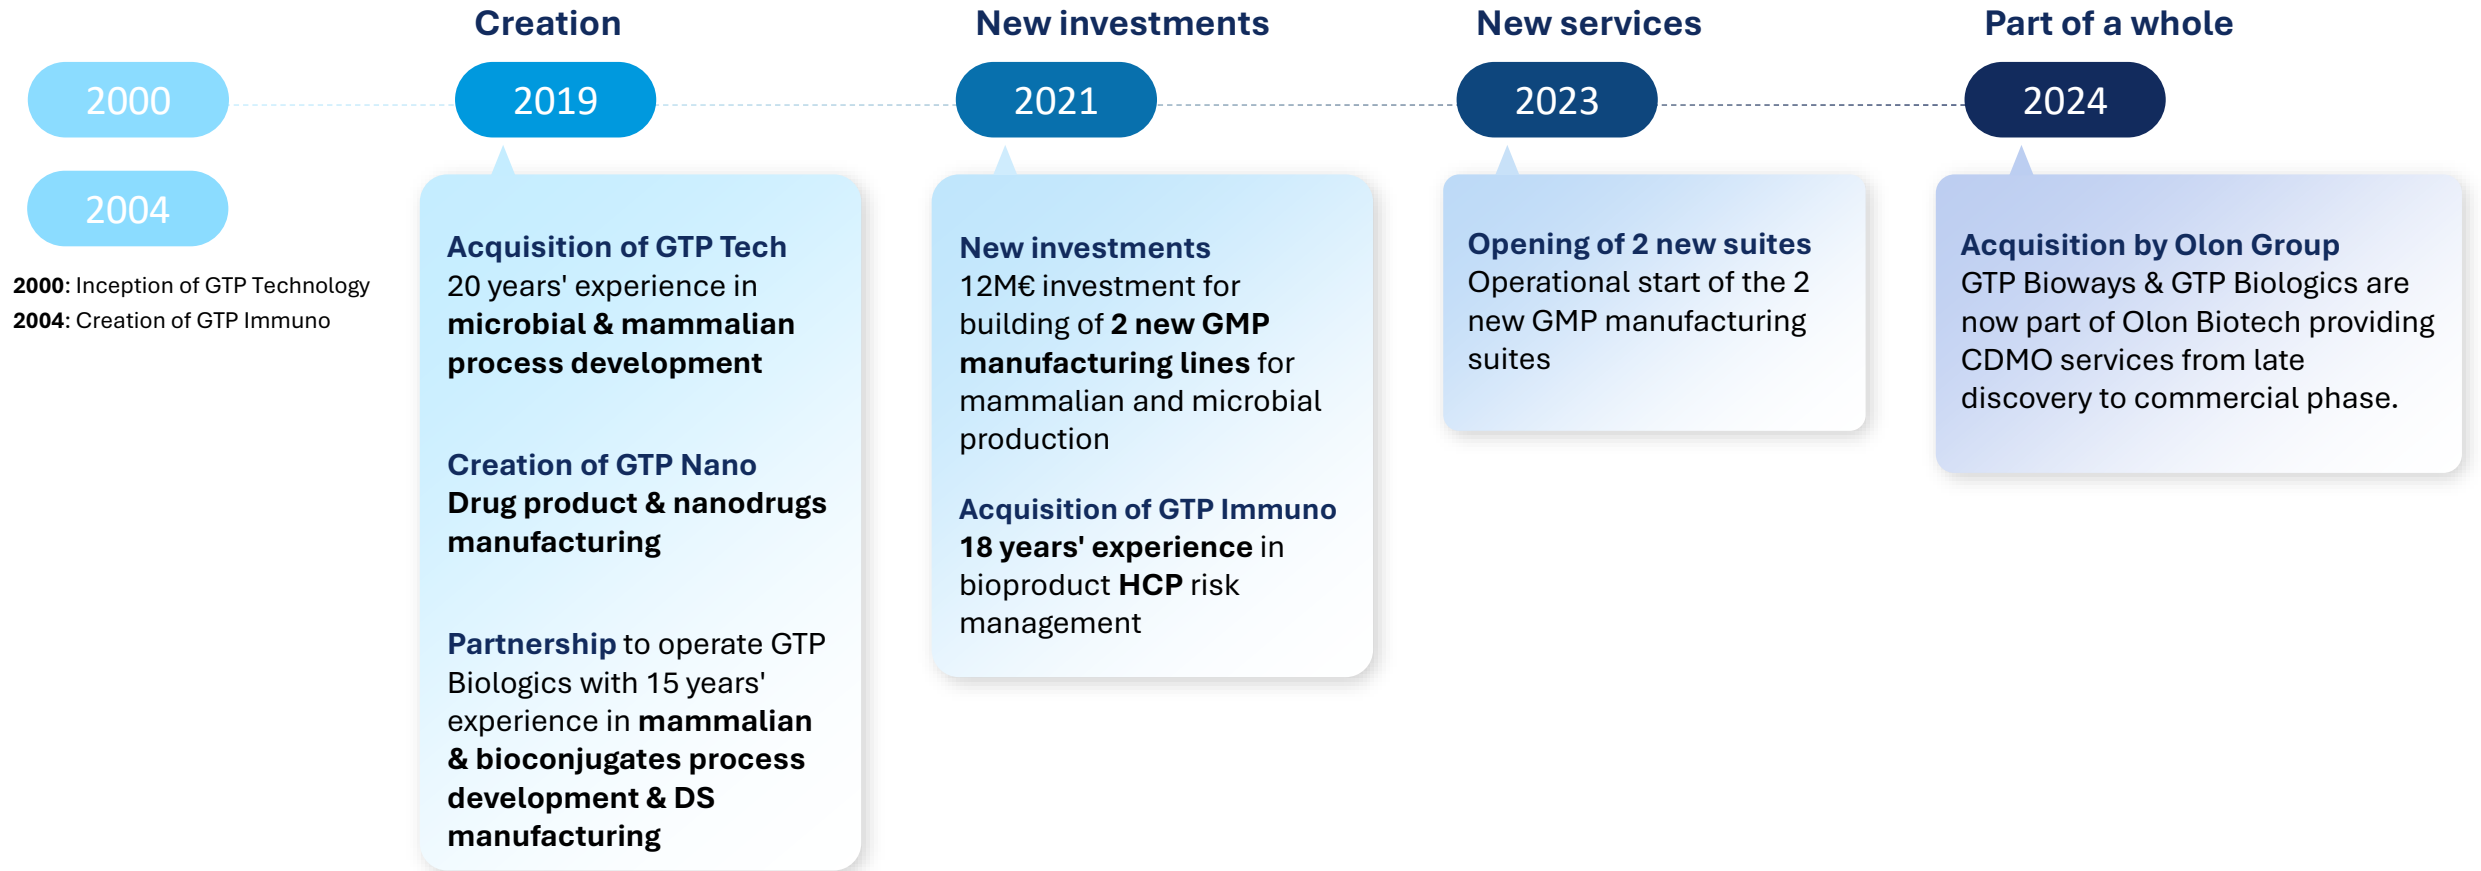 Creation
New investments
New services
Part of a whole
2000
2019
2021
2023
2024
2004
2000: Inception of GTP Technology
2004: Creation of GTP Immuno
Acquisition of GTP Tech
20 years' experience in
microbial & mammalian
process development
Creation of GTP Nano
Drug product & nanodrugs
manufacturing
Partnership to operate GTP
Biologics with 15 years'
experience in mammalian
& bioconjugates process
development & DS
manufacturing
New investments
12M€ investment for
building of 2 new GMP
manufacturing lines for
mammalian and microbial
production
Acquisition of GTP Immuno
18 years' experience in
bioproduct HCP risk
management
Opening of 2 new suites
Operational start of the 2
new GMP manufacturing
suites
Acquisition by Olon Group
GTP Bioways & GTP Biologics are
now part of Olon Biotech providing
CDMO services from late
discovery to commercial phase.